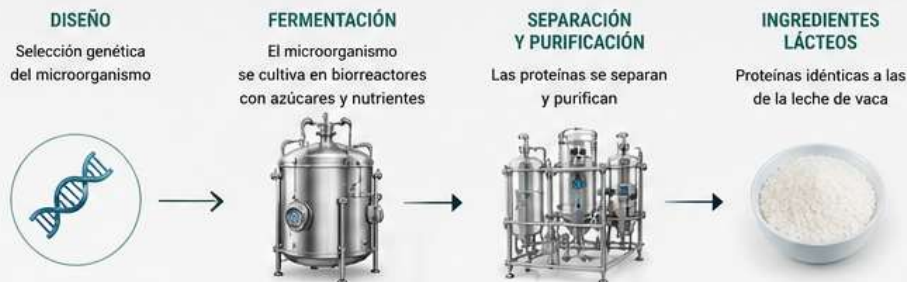 DISEÑO
Selección genética
del microorganismo
FERMENTACIÓN
El microorganismo
se cultiva en biorreactores
con azúcares y nutrientes
SEPARACIÓN
Y PURIFICACIÓN
Las proteínas se separan
y purifican
INGREDIENTES
LÁCTEOS
Proteínas idénticas a las
de la leche de vaca